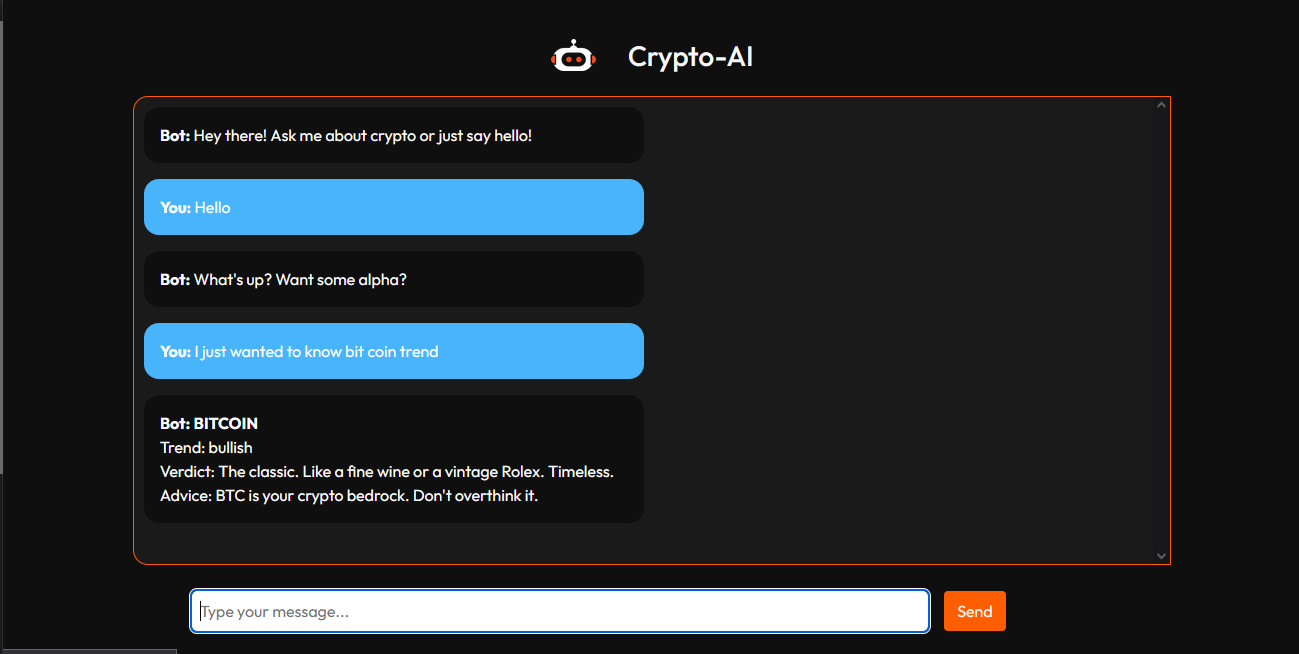 Crypto-AI
Bot: Hey there! Ask me about crypto or just say hello!
You: Hello
Bot: What's up? Want some alpha?
You: I just wanted to know bit coin trend
Bot: BITCOIN
Trend: bullish
Verdict: The classic. Like a fine wine or a vintage Rolex. Timeless.
Advice: BTC is your crypto bedrock. Don't overthink it.
Type your message...
Send